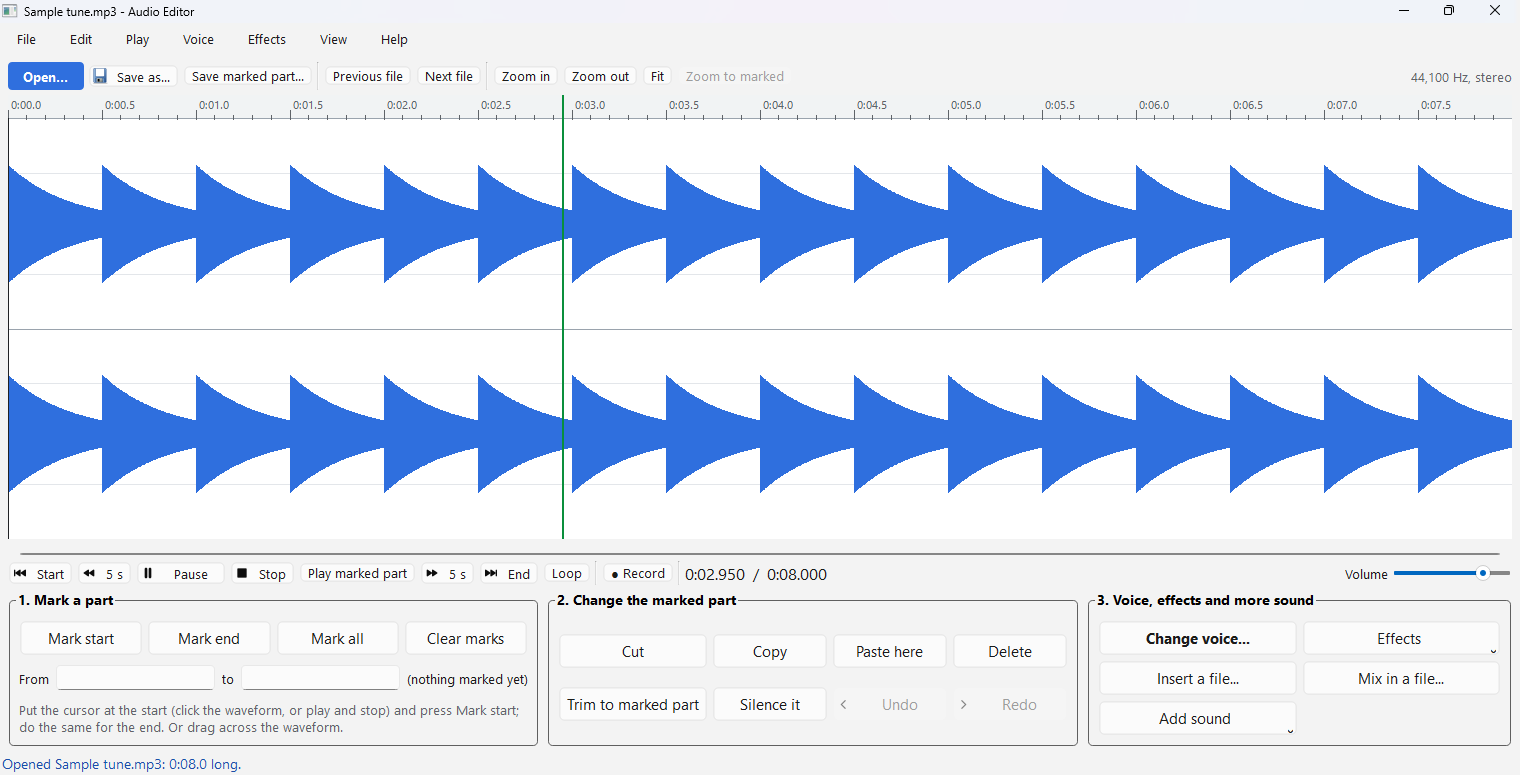 Sample tune.mp3 - Audio Editor
File Edit Play Voice Effects View Help
Open... Save as... Save marked part... Previous file Next file Zoom in Zoom out Fit Zoom to marked 44,100 Hz, stereo
0:00.0 0:00.5 0:01.0 0:01.5 0:02.0 0:02.5 0:03.0 0:03.5 0:04.0 0:04.5 0:05.0 0:05.5 0:06.0 0:06.5 0:07.0 0:07.5
Start 5 s Pause Stop Play marked part 5 s End Loop Record 0:02.950 / 0:08.000 Volume
1. Mark a part
Mark start Mark end Mark all Clear marks
From to (nothing marked yet)
Put the cursor at the start (click the waveform, or play and stop) and press Mark start;
do the same for the end. Or drag across the waveform.
2. Change the marked part
Cut Copy Paste here Delete
Trim to marked part Silence it Undo Redo
3. Voice, effects and more sound
Change voice... Effects
Insert a file... Mix in a file...
Add sound
Opened Sample tune.mp3: 0:08.0 long.